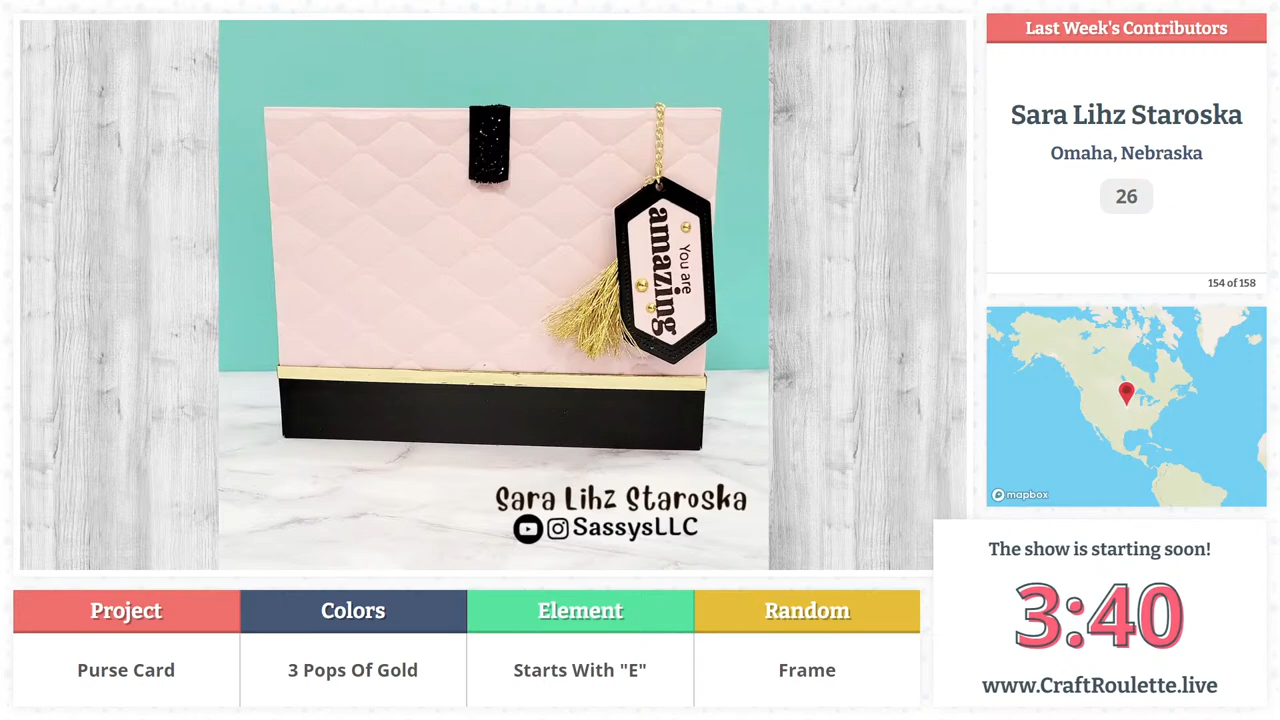 Last Week's Contributors
Sara Lihz Staroska
Omaha, Nebraska
26
154 of 158
You are
amazing
Sara Lihz Staroska
SassysLLC
mapbox
The show is starting soon!
3:40
www.CraftRoulette.live
Project
Colors
Element
Random
Purse Card
3 Pops Of Gold
Starts With "E"
Frame